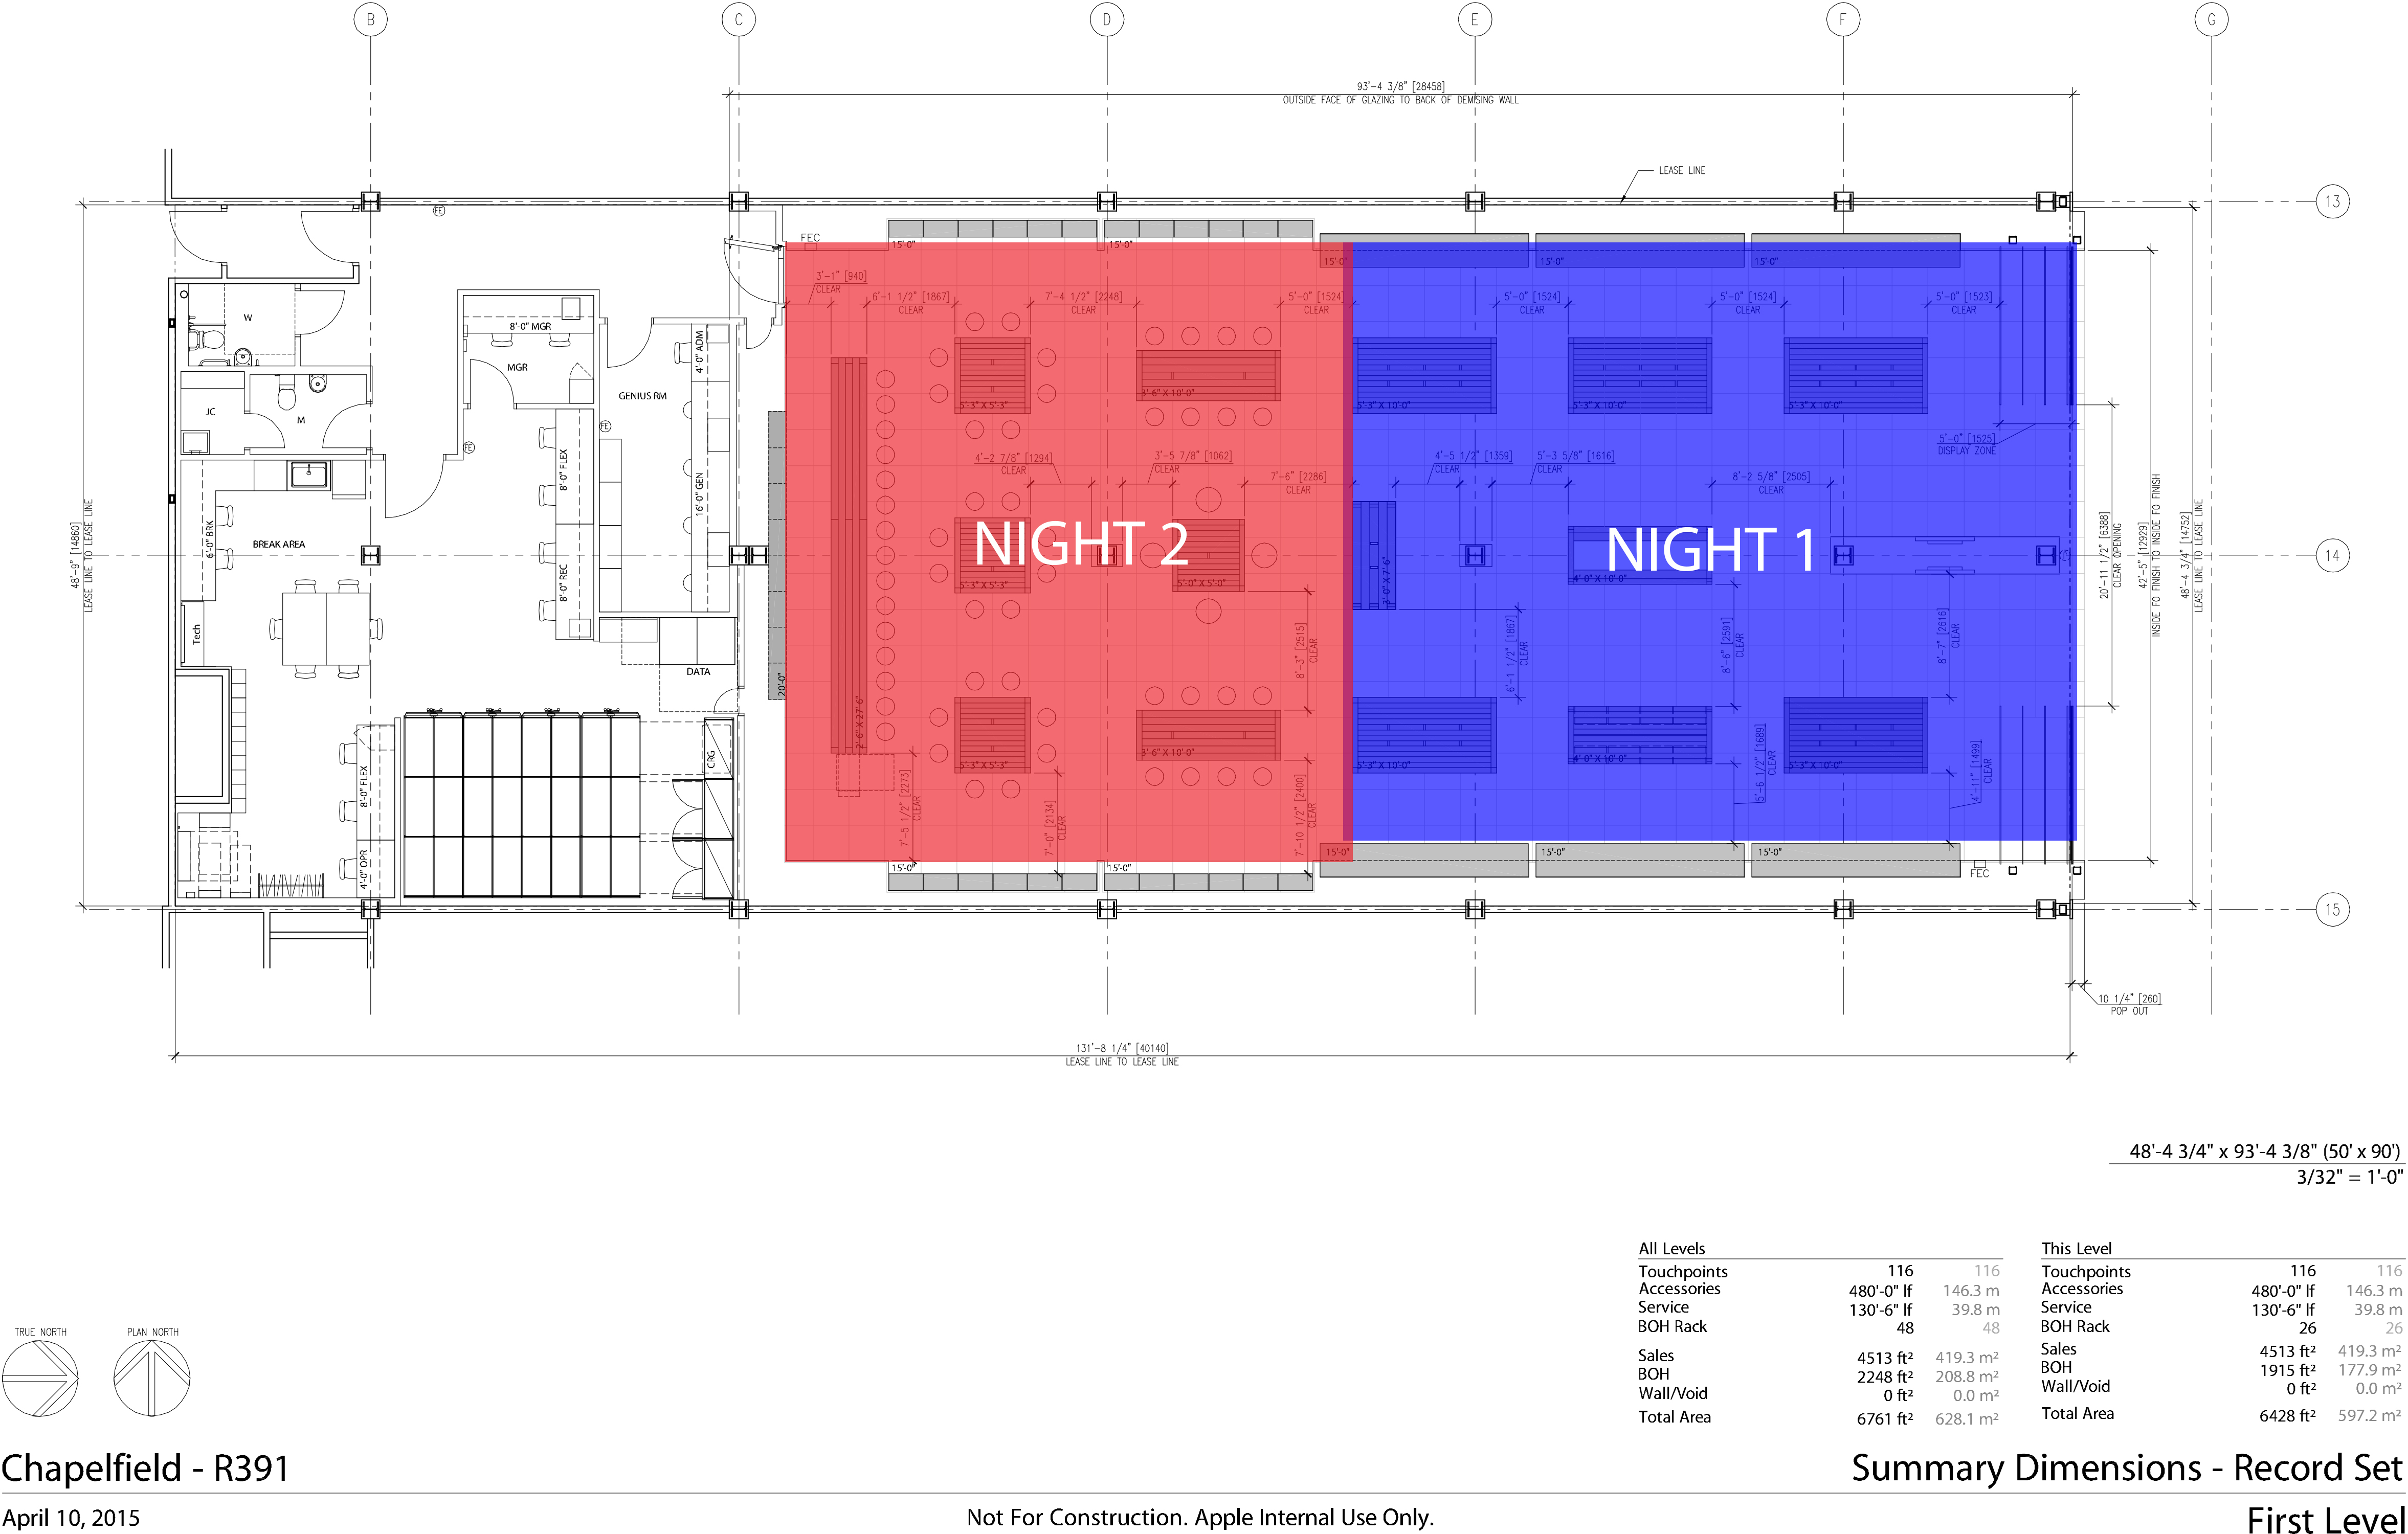 B
C
D
E
F
G
93'-4 3/8" [28458]
OUTSIDE FACE OF GLAZING TO BACK OF DEMISING WALL
LEASE LINE
13
FE
FEC
15'-0"
15'-0"
15'-0"
15'-0"
15'-0"
3'-1" [940]
CLEAR
6'-1 1/2" [1867]
CLEAR
7'-4 1/2" [2248]
CLEAR
5'-0" [1524]
CLEAR
5'-0" [1524]
CLEAR
5'-0" [1524]
CLEAR
5'-0" [1523]
CLEAR
W
8'-0" MGR
MGR
4'-0" ADM
GENIUS RM
JC
M
FE
FE
5'-3" X 5'-3"
3'-6" X 10'-0"
5'-3" X 10'-0"
5'-3" X 10'-0"
5'-3" X 10'-0"
5'-0" [1525]
DISPLAY ZONE
4'-2 7/8" [1294]
CLEAR
3'-5 7/8" [1062]
CLEAR
7'-6" [2286]
CLEAR
4'-5 1/2" [1359]
CLEAR
5'-3 5/8" [1616]
CLEAR
8'-2 5/8" [2505]
CLEAR
8'-0" FLEX
16'-0" GEN
6'-0" BRK
BREAK AREA
48'-9" [14860]
LEASE LINE TO LEASE LINE
NIGHT 2
NIGHT 1
5'-3" X 5'-3"
5'-0" X 5'-0"
3'-0" X 7'-6"
4'-0" X 10'-0"
20'-11 1/2" [6388]
CLEAR OPENING
42'-5" [12929]
INSIDE FO FINISH TO INSIDE FO FINISH
48'-4 3/4" [14752]
LEASE LINE TO LEASE LINE
14
8'-0" REC
Tech
DATA
20'-0"
8'-3" [2515]
CLEAR
6'-1 1/2" [1867]
CLEAR
8'-6" [2591]
CLEAR
8'-7" [2616]
CLEAR
2'-6" X 27'-6"
5'-3" X 5'-3"
3'-6" X 10'-0"
5'-3" X 10'-0"
4'-0" X 10'-0"
5'-3" X 10'-0"
CRG
8'-0" FLEX
4'-0" OPR
7'-5 1/2" [2273]
CLEAR
7'-0" [2134]
CLEAR
7'-10 1/2" [2400]
CLEAR
5'-6 1/2" [1689]
CLEAR
4'-11" [1499]
CLEAR
15'-0"
15'-0"
15'-0"
15'-0"
15'-0"
FEC
15
10 1/4" [260]
POP OUT
131'-8 1/4" [40140]
LEASE LINE TO LEASE LINE
48'-4 3/4" x 93'-4 3/8" (50' x 90')
3/32" = 1'-0"
All Levels
Touchpoints 116 116
Accessories 480'-0" lf 146.3 m
Service 130'-6" lf 39.8 m
BOH Rack 48 48
Sales 4513 ft² 419.3 m²
BOH 2248 ft² 208.8 m²
Wall/Void 0 ft² 0.0 m²
Total Area 6761 ft² 628.1 m²
This Level
Touchpoints 116 116
Accessories 480'-0" lf 146.3 m
Service 130'-6" lf 39.8 m
BOH Rack 26 26
Sales 4513 ft² 419.3 m²
BOH 1915 ft² 177.9 m²
Wall/Void 0 ft² 0.0 m²
Total Area 6428 ft² 597.2 m²
TRUE NORTH
PLAN NORTH
Chapelfield - R391
Summary Dimensions - Record Set
April 10, 2015
Not For Construction. Apple Internal Use Only.
First Level